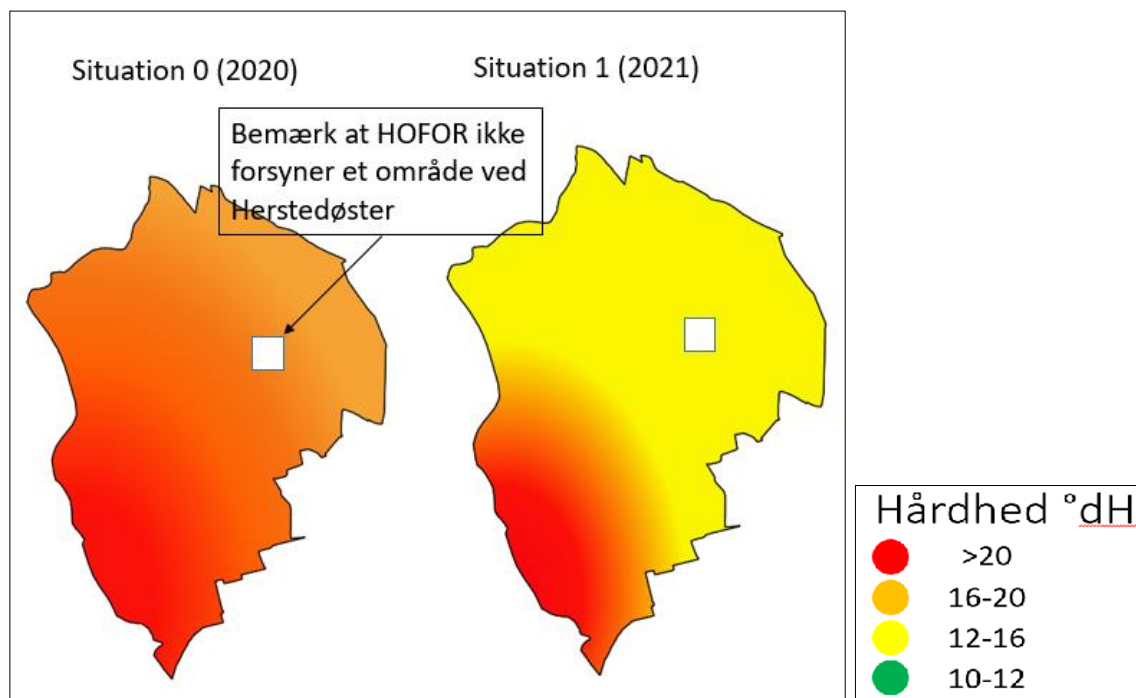 Situation 0 (2020)
Situation 1 (2021)
Bemærk at HOFOR ikke
forsyner et område ved
Herstedøster
Hårdhed °dH
>20
16-20
12-16
10-12